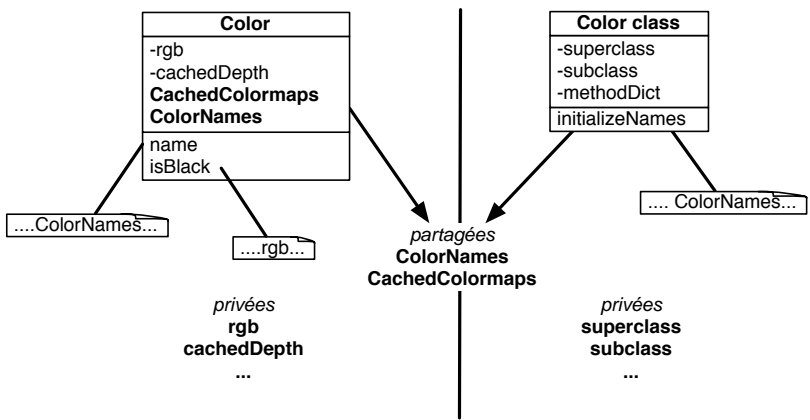 Color
-rgb
-cachedDepth
CachedColormaps
ColorNames
name
isBlack
....ColorNames...
....rgb...
Color class
-superclass
-subclass
-methodDict
initializeNames
.... ColorNames...
partagées
ColorNames
CachedColormaps
privées
rgb
cachedDepth
...
privées
superclass
subclass
...